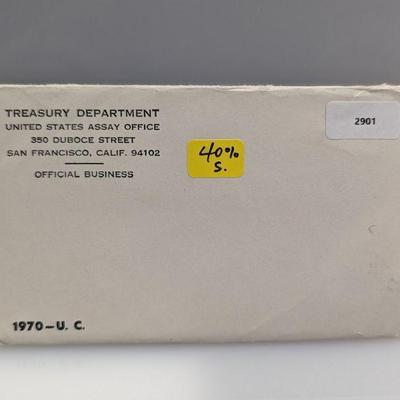 TREASURY DEPARTMENT
UNITED STATES ASSAY OFFICE
350 DUBOCE STREET
SAN FRANCISCO, CALIF. 94102
OFFICIAL BUSINESS
2901
40%
S.
1970–U. C.